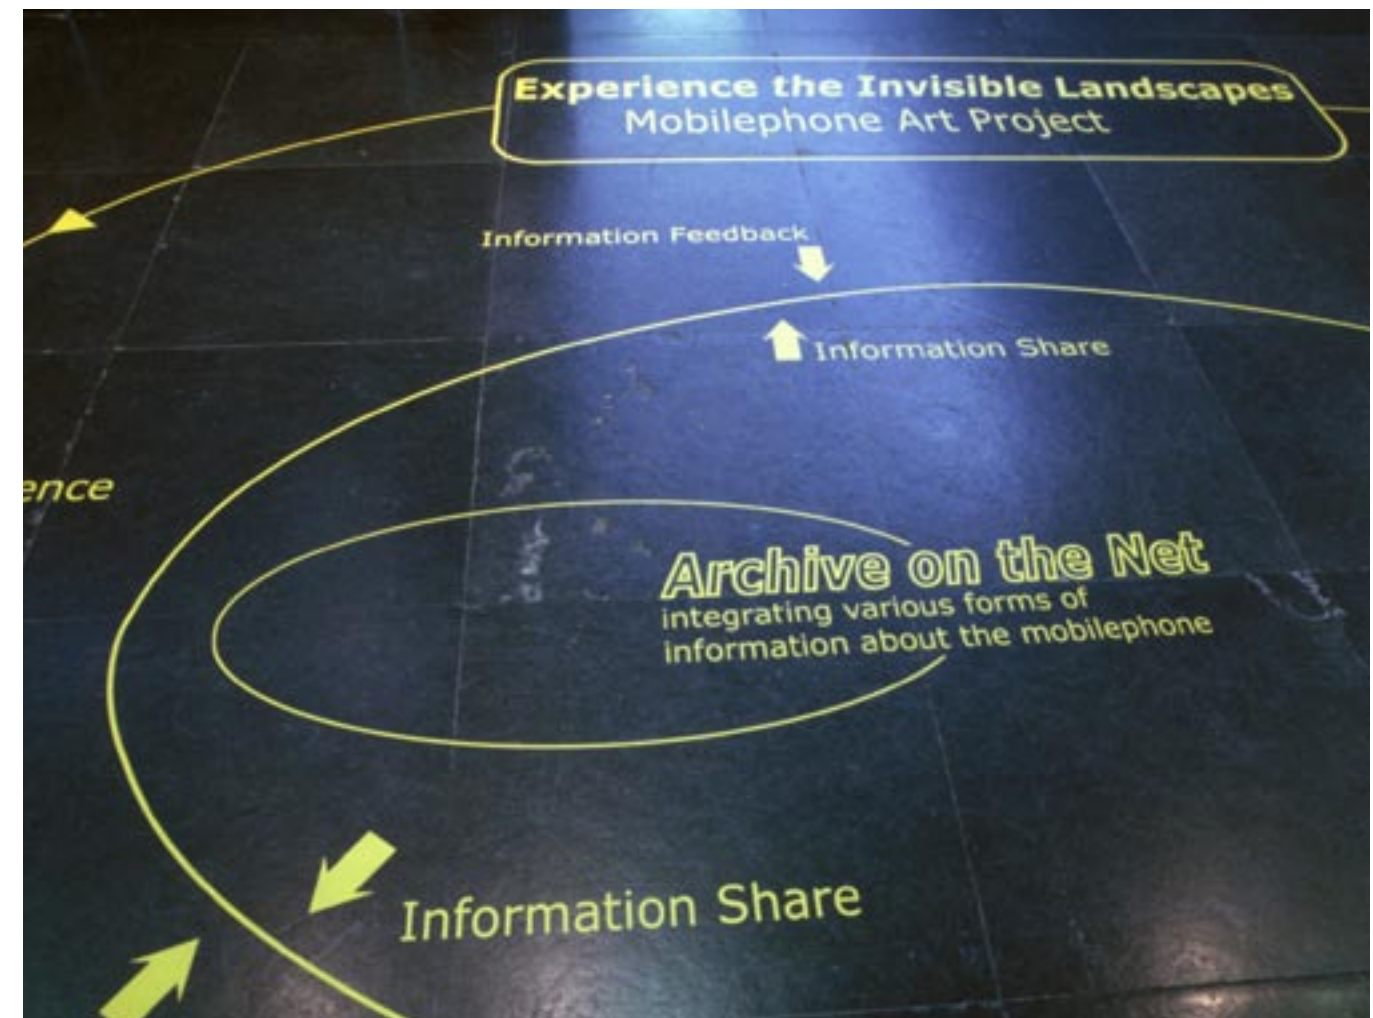 Experience the Invisible Landscapes
Mobilephone Art Project
Information Feedback
Information Share
ence
Archive on the Net
integrating various forms of
information about the mobilephone
Information Share